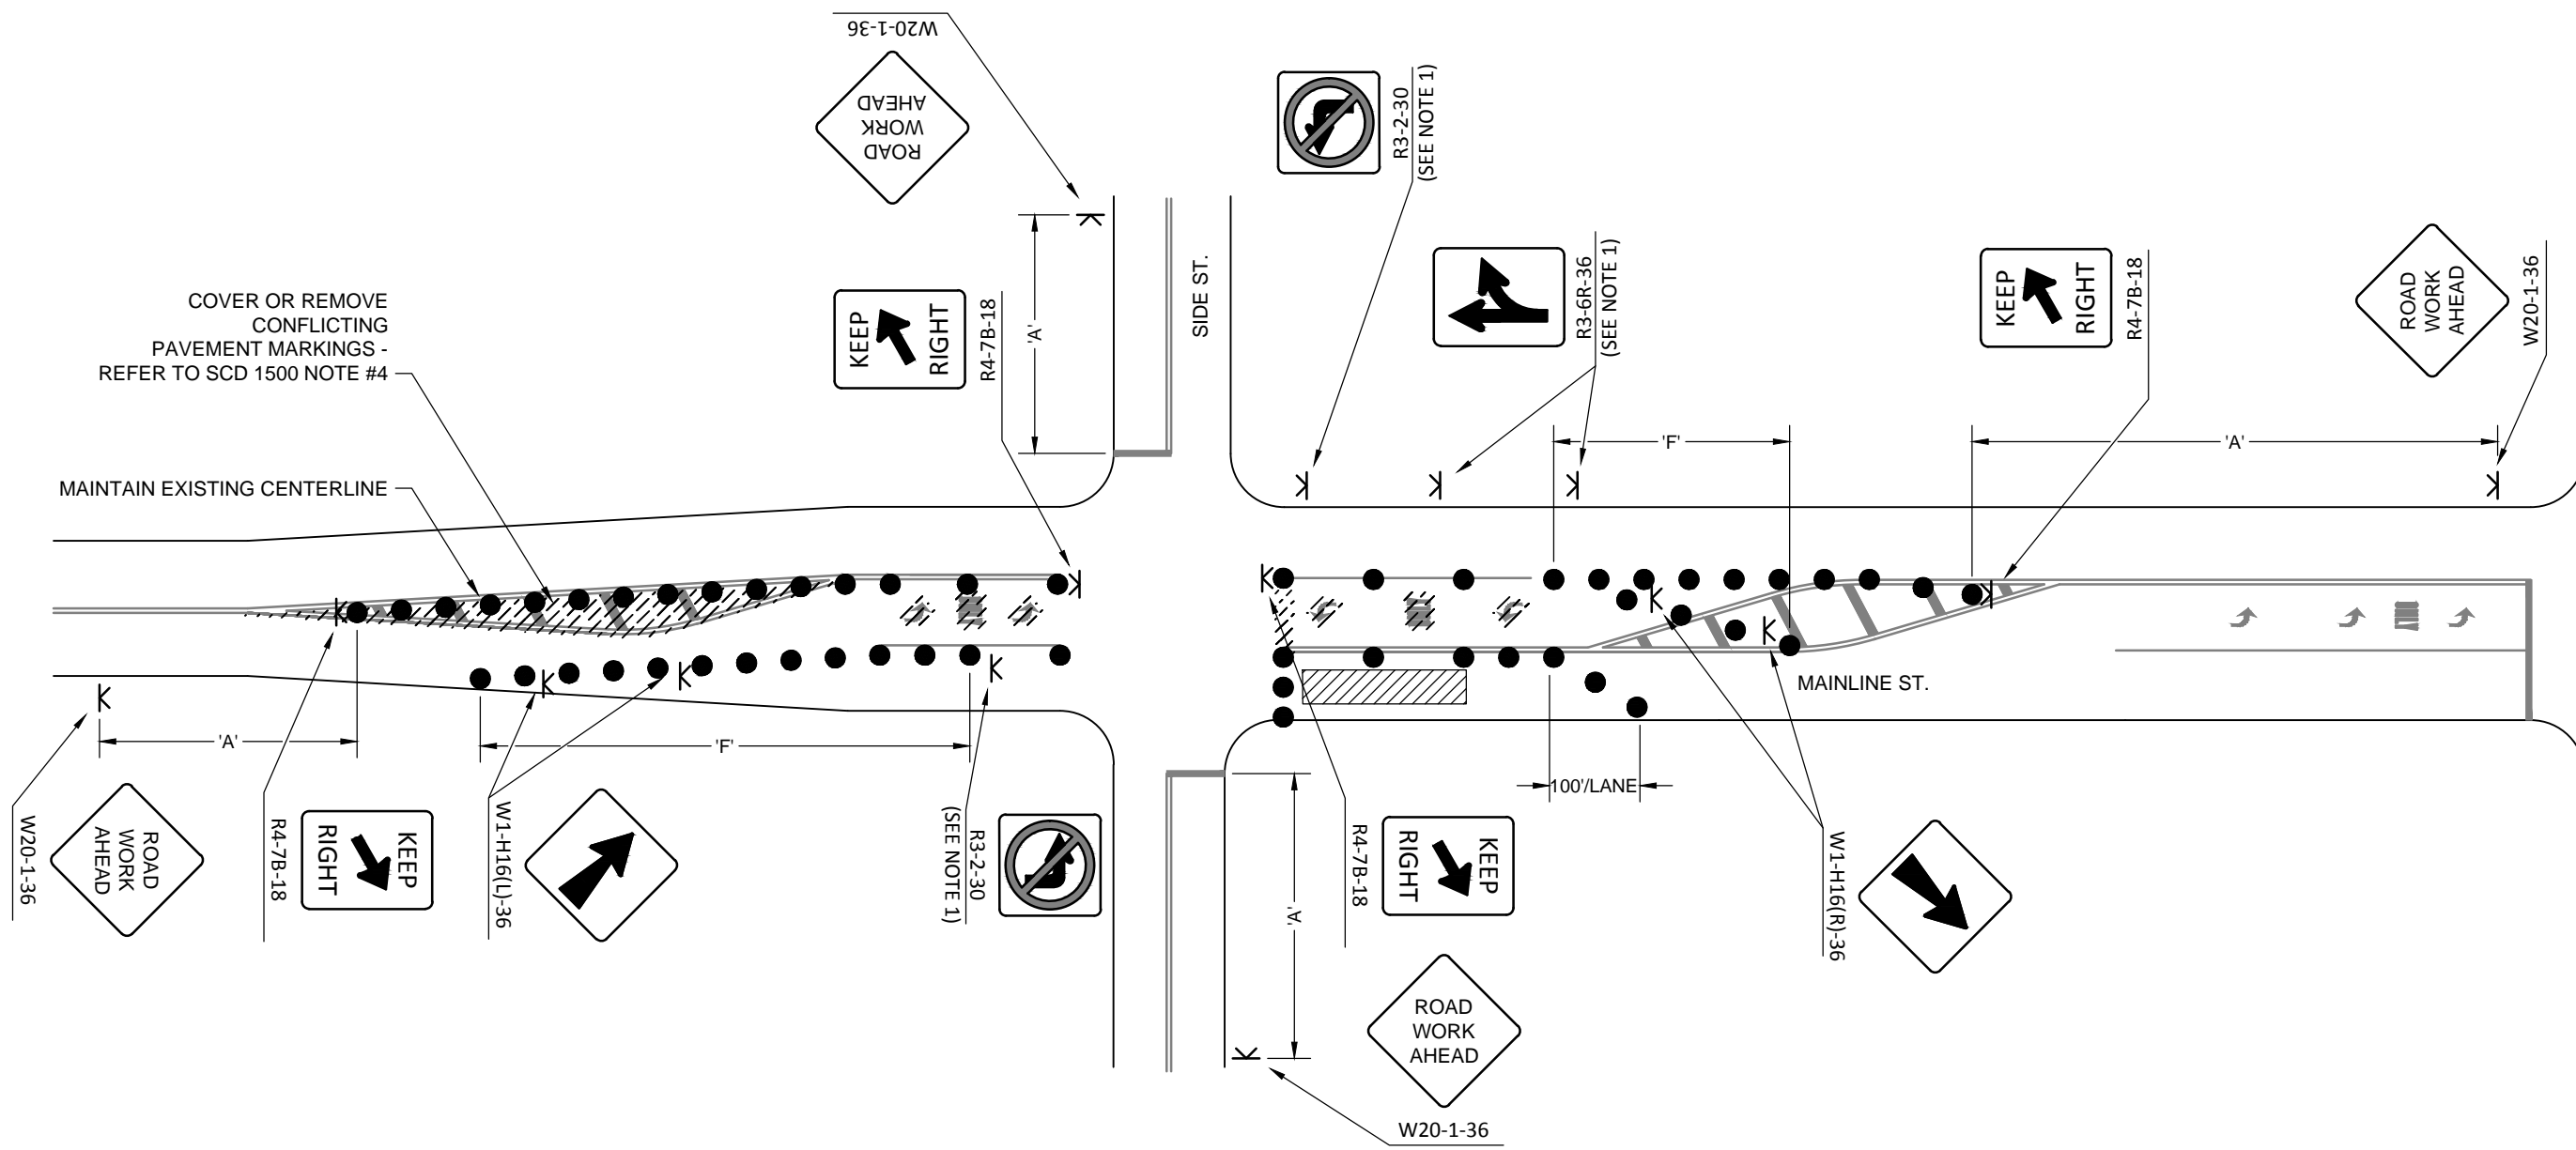 W20-1-36
ROAD
WORK
AHEAD
R3-2-30
(SEE NOTE 1)
COVER OR REMOVE
CONFLICTING
PAVEMENT MARKINGS -
REFER TO SCD 1500 NOTE #4
MAINTAIN EXISTING CENTERLINE
KEEP
RIGHT
R4-7B-18
'A'
SIDE ST.
R3-6R-36
(SEE NOTE 1)
'F'
KEEP
RIGHT
R4-7B-18
'A'
ROAD
WORK
AHEAD
W20-1-36
MAINLINE ST.
'A'
'F'
100'/LANE
W20-1-36
ROAD
WORK
AHEAD
R4-7B-18
KEEP
RIGHT
W1-H16(L)-36
R3-2-30
(SEE NOTE 1)
'A'
R4-7B-18
KEEP
RIGHT
W1-H16(R)-36
ROAD
WORK
AHEAD
W20-1-36